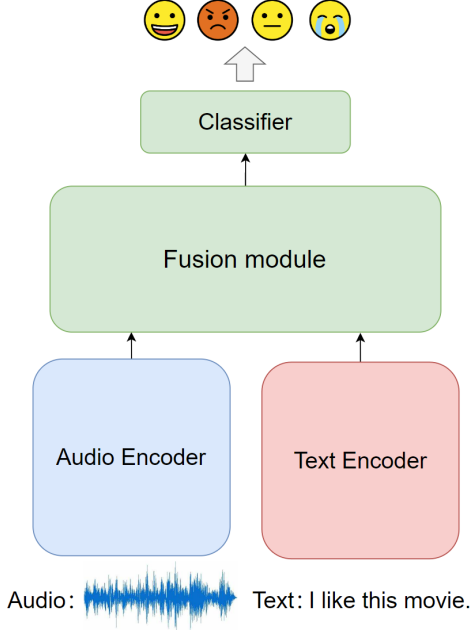 Classifier
Fusion module
Audio Encoder
Text Encoder
Audio:
Text: I like this movie.